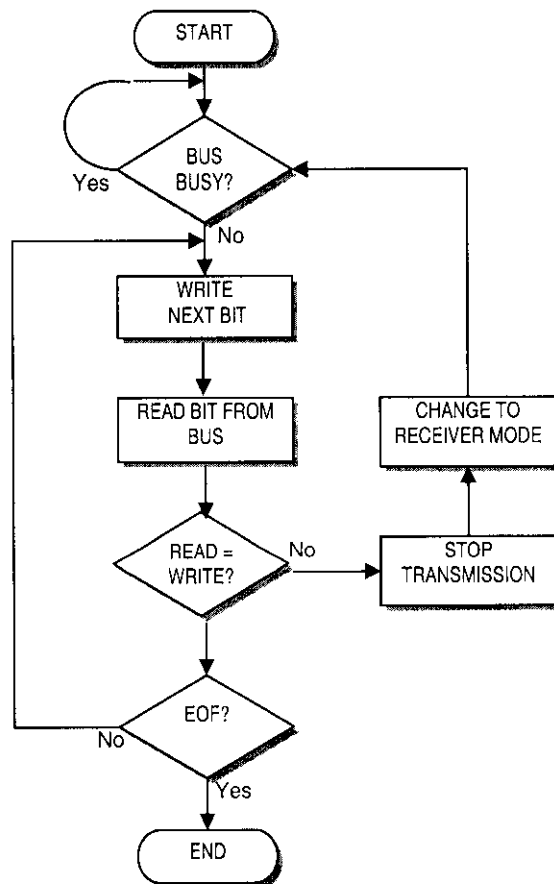 START
BUS
BUSY?
Yes
No
WRITE
NEXT BIT
READ BIT FROM
BUS
CHANGE TO
RECEIVER MODE
READ =
WRITE?
No
STOP
TRANSMISSION
EOF?
No
Yes
END